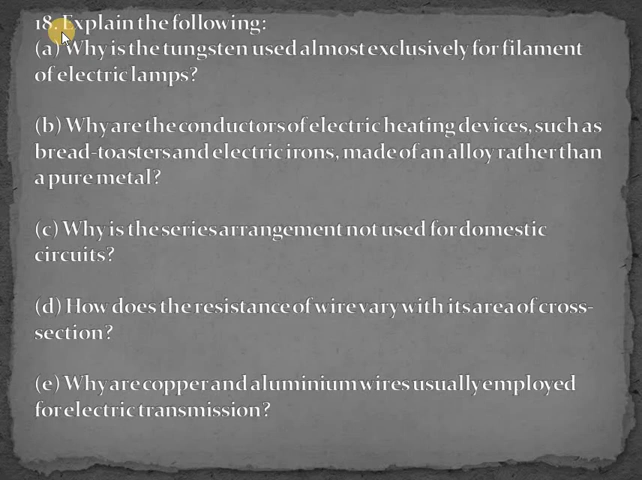 18. Explain the following:
(a) Why is the tungsten used almost exclusively for filament
of electric lamps?
(b) Why are the conductors of electric heating devices, such as
bread-toasters and electric irons, made of an alloy rather than
a pure metal?
(c) Why is the series arrangement not used for domestic
circuits?
(d) How does the resistance of wire vary with its area of cross-
section?
(e) Why are copper and aluminium wires usually employed
for electric transmission?